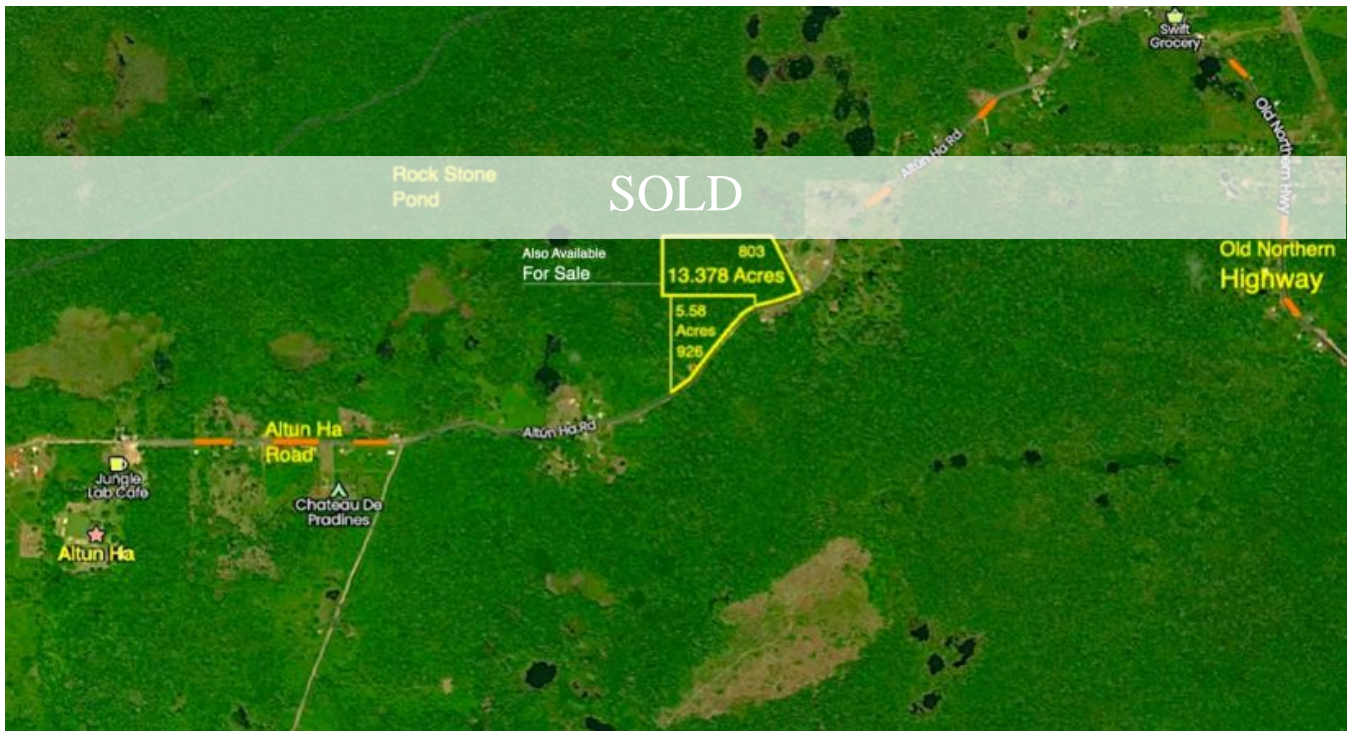 Swift
Grocery
Old Northern Hwy
Altun Ha Rd
Rock Stone
Pond
SOLD
Also Available
For Sale
803
13.378 Acres
5.58
Acres
926
Old Northern
Highway
Altun Ha
Road
Altun Ha Rd
Jungle
Lab Cafe
Chateau De
Pradines
Altun Ha